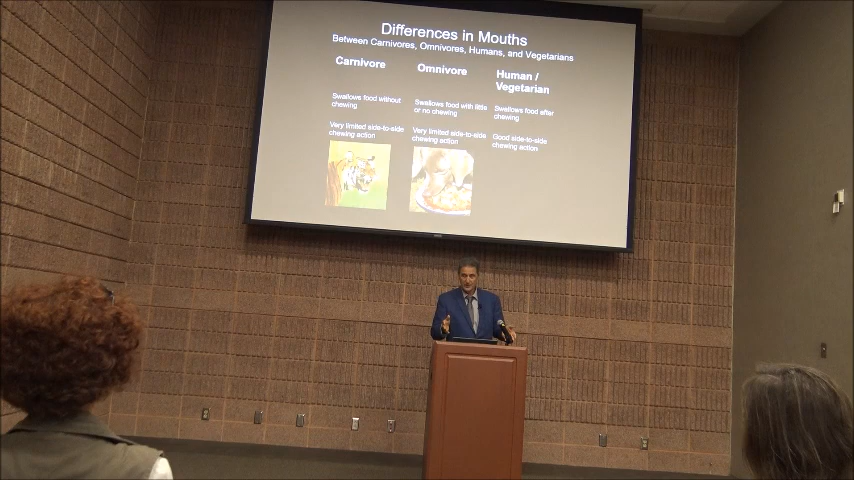 Differences in Mouths
Between Carnivores, Omnivores, Humans, and Vegetarians
Carnivore
Swallows food without
chewing
Very limited side-to-side
chewing action
Omnivore
Swallows food with little
or no chewing
Very limited side-to-side
chewing action
Human /
Vegetarian
Swallows food after
chewing
Good side-to-side
chewing action